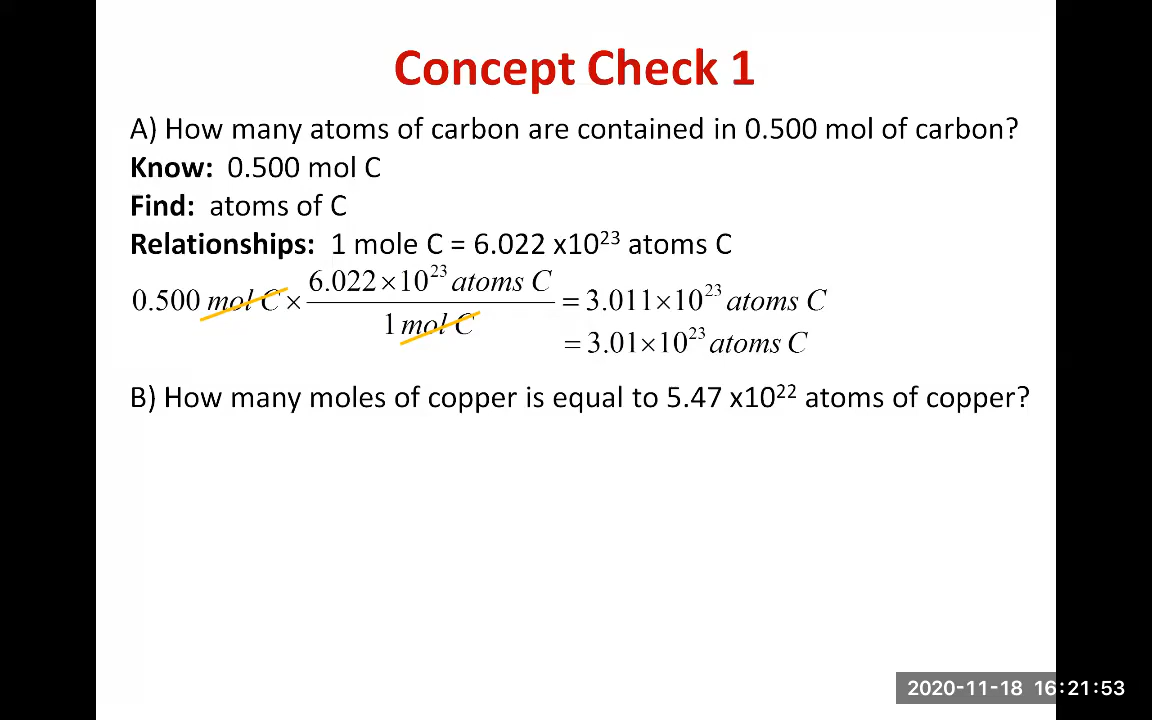 Concept Check 1
A) How many atoms of carbon are contained in 0.500 mol of carbon?
Know: 0.500 mol C
Find: atoms of C
Relationships: 1 mole C = 6.022 x10²³ atoms C
0.500 mol C × 6.022 ×10²³ atoms C / 1 mol C = 3.011×10²³ atoms C
= 3.01×10²³ atoms C
B) How many moles of copper is equal to 5.47 x10²² atoms of copper?
2020-11-18 16:21:53